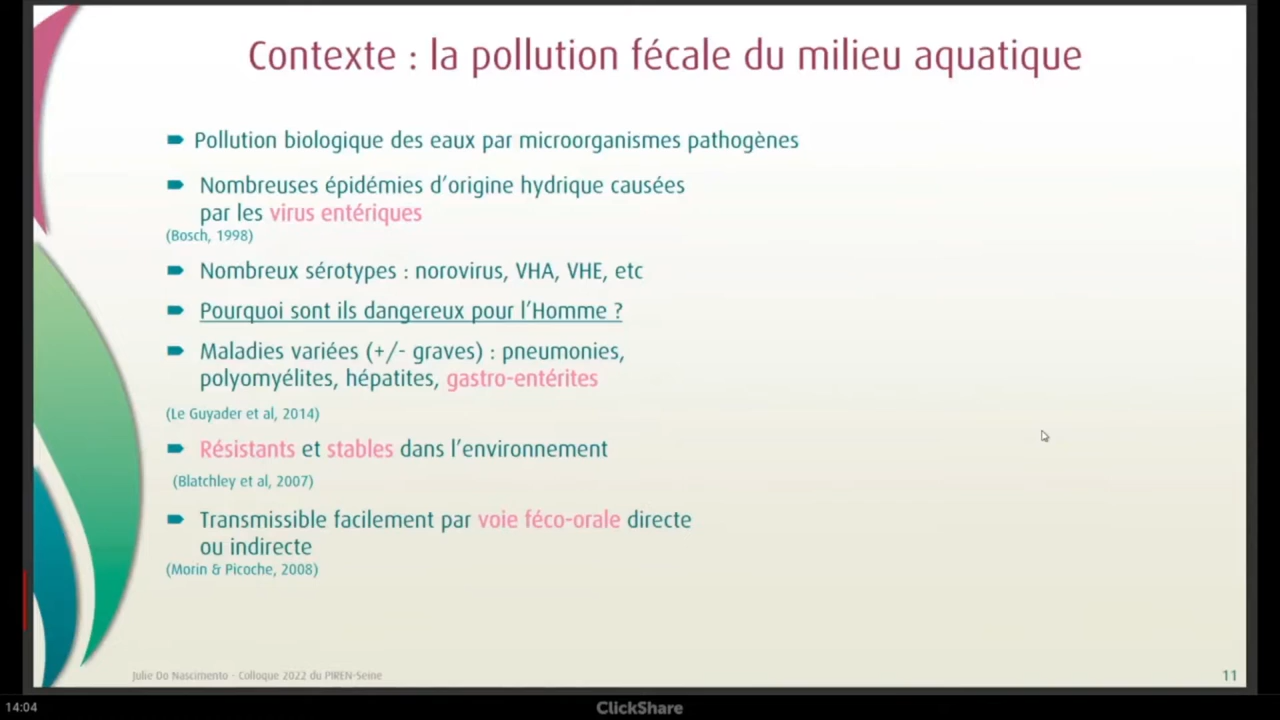 Contexte : la pollution fécale du milieu aquatique
Pollution biologique des eaux par microorganismes pathogènes
Nombreuses épidémies d'origine hydrique causées
par les virus entériques
(Bosch, 1998)
Nombreux sérotypes : norovirus, VHA, VHE, etc
Pourquoi sont ils dangereux pour l'Homme ?
Maladies variées (+/- graves) : pneumonies,
polyomyélites, hépatites, gastro-entérites
(Le Guyader et al, 2014)
Résistants et stables dans l'environnement
(Blatchley et al, 2007)
Transmissible facilement par voie féco-orale directe
ou indirecte
(Morin & Picoche, 2008)
Julie Do Nascimento - Colloque 2022 du PIREN-Seine
11
14:04
ClickShare